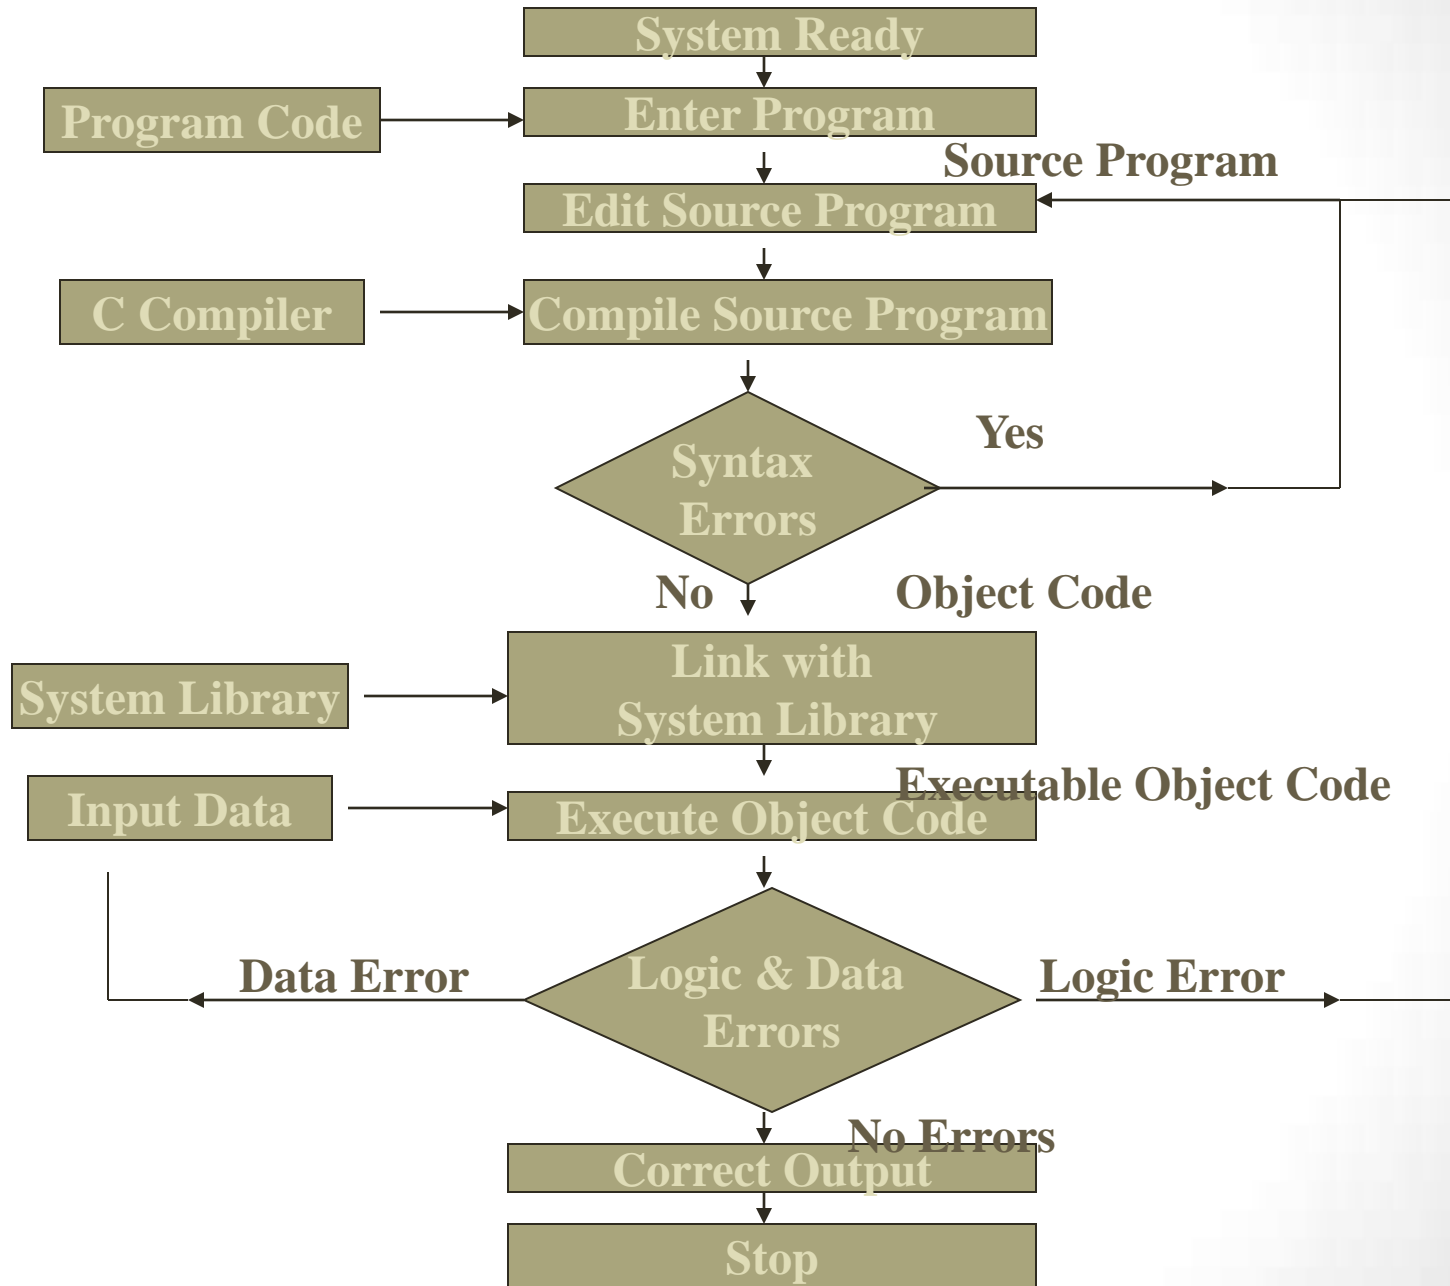 System Ready
Program Code
Enter Program
Source Program
Edit Source Program
C Compiler
Compile Source Program
Syntax
Errors
Yes
No
Object Code
Link with
System Library
System Library
Executable Object Code
Input Data
Execute Object Code
Data Error
Logic & Data
Errors
Logic Error
No Errors
Correct Output
Stop